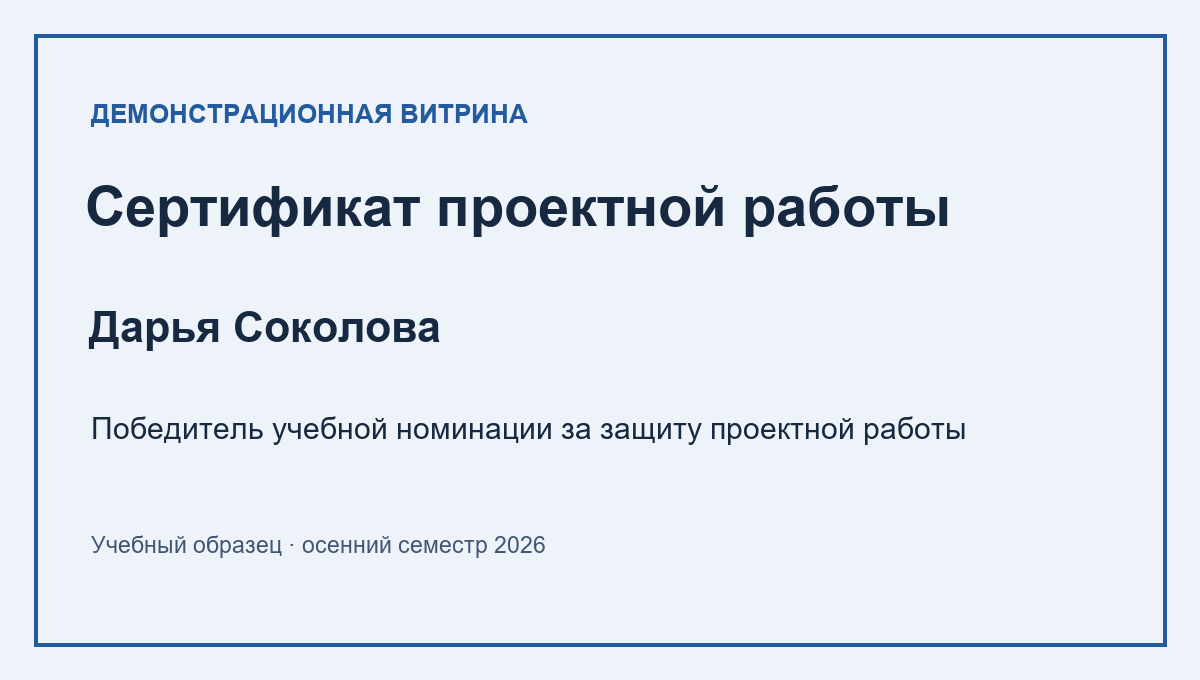 ДЕМОНСТРАЦИОННАЯ ВИТРИНА
Сертификат проектной работы
Дарья Соколова
Победитель учебной номинации за защиту проектной работы
Учебный образец · осенний семестр 2026